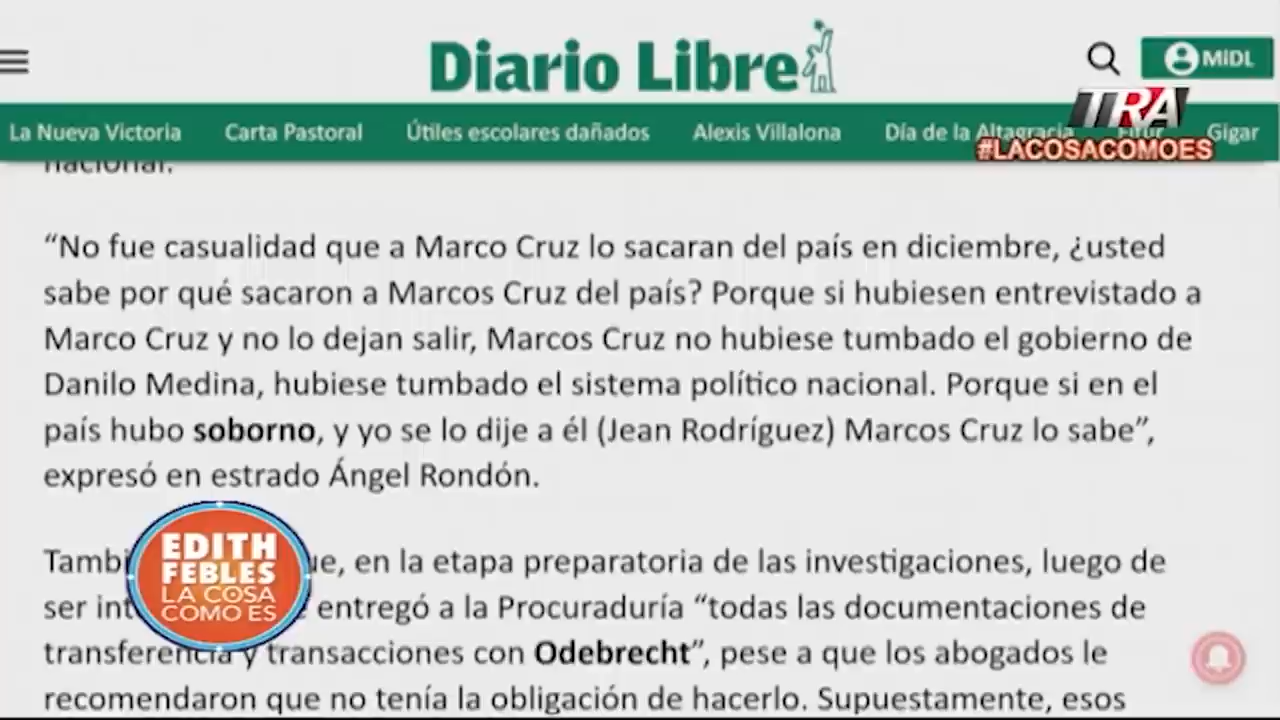 Diario Libre
MiDL
TRA
La Nueva Victoria Carta Pastoral Útiles escolares dañados Alexis Villalona Día de la Altagracia Fitur Gigar
#LACOSACOMOES
nacional.
“No fue casualidad que a Marco Cruz lo sacaran del país en diciembre, ¿usted
sabe por qué sacaron a Marcos Cruz del país? Porque si hubiesen entrevistado a
Marco Cruz y no lo dejan salir, Marcos Cruz no hubiese tumbado el gobierno de
Danilo Medina, hubiese tumbado el sistema político nacional. Porque si en el
país hubo soborno, y yo se lo dije a él (Jean Rodríguez) Marcos Cruz lo sabe”,
expresó en estrado Ángel Rondón.
EDITH
FEBLES
LA COSA
COMO ES
en la etapa preparatoria de las investigaciones, luego de
ser entregó a la Procuraduría “todas las documentaciones de
transferencia y transacciones con Odebrecht”, pese a que los abogados le
recomendaron que no tenía la obligación de hacerlo. Supuestamente, esos